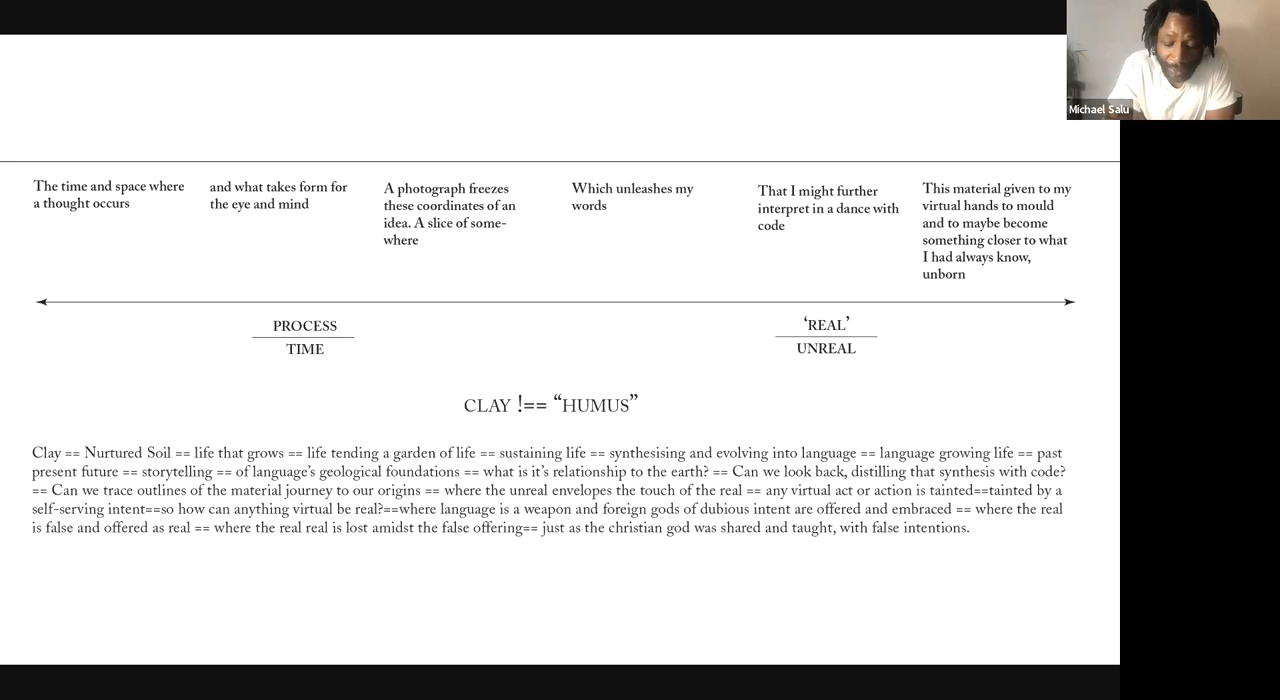 Michael Salu
The time and space where
a thought occurs
and what takes form for
the eye and mind
A photograph freezes
these coordinates of an
idea. A slice of some-
where
Which unleashes my
words
That I might further
interpret in a dance with
code
This material given to my
virtual hands to mould
and to maybe become
something closer to what
I had always know,
unborn
PROCESS
TIME
‘REAL’
UNREAL
CLAY !== “HUMUS”
Clay == Nurtured Soil == life that grows == life tending a garden of life == sustaining life == synthesising and evolving into language == language growing life == past
present future == storytelling == of language’s geological foundations == what is it’s relationship to the earth? == Can we look back, distilling that synthesis with code?
== Can we trace outlines of the material journey to our origins == where the unreal envelopes the touch of the real == any virtual act or action is tainted==tainted by a
self-serving intent==so how can anything virtual be real?==where language is a weapon and foreign gods of dubious intent are offered and embraced == where the real
is false and offered as real == where the real real is lost amidst the false offering== just as the christian god was shared and taught, with false intentions.